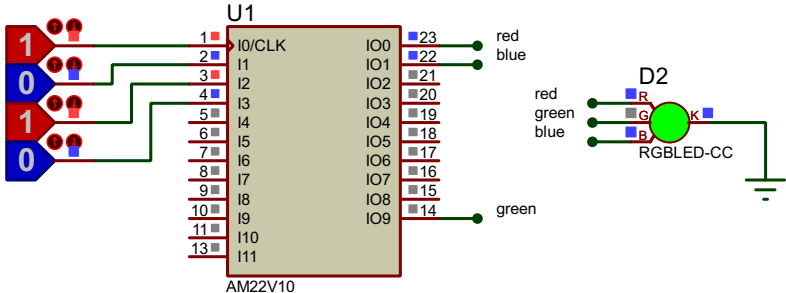 U1
1
0
1
0
1 I0/CLK IO0 23 red
2 I1 IO1 22 blue
3 I2 IO2 21
4 I3 IO3 20
5 I4 IO4 19
6 I5 IO5 18
7 I6 IO6 17
8 I7 IO7 16
9 I8 IO8 15
10 I9 IO9 14 green
11 I10
13 I11
AM22V10
D2
red R
green G K
blue B
RGBLED-CC